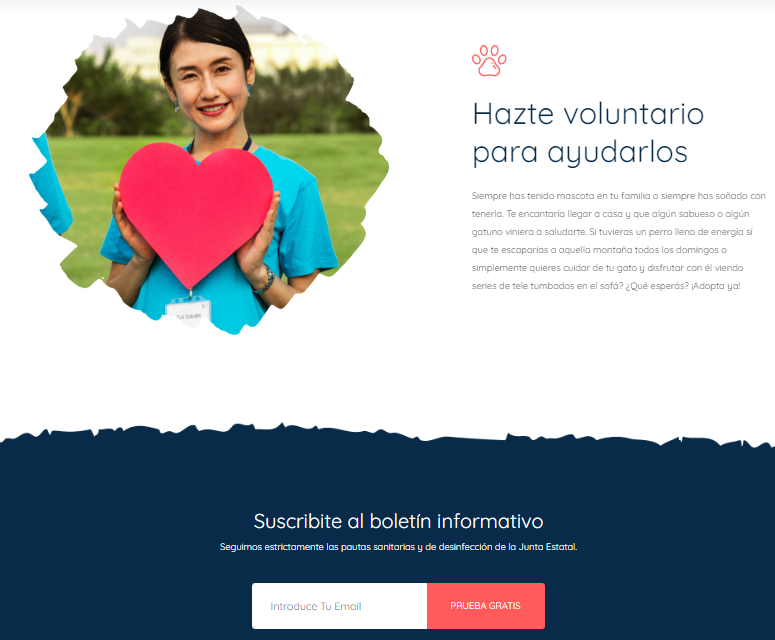 Hazte voluntario
para ayudarlos
Siempre has tenido mascota en tu familia o siempre has soñado con
tenerla. Te encantaría llegar a casa y que algún sabueso o algún
gatuno viniera a saludarte. Si tuvieras un perro lleno de energía sí
que te escaparías a aquella montaña todos los domingos o
simplemente quieres cuidar de tu gato y disfrutar con él viendo
series de tele tumbados en el sofá? ¿Qué esperás? ¡Adopta ya!
Suscribite al boletín informativo
Seguimos estrictamente las pautas sanitarias y de desinfección de la Junta Estatal.
Introduce Tu Email
PRUEBA GRATIS